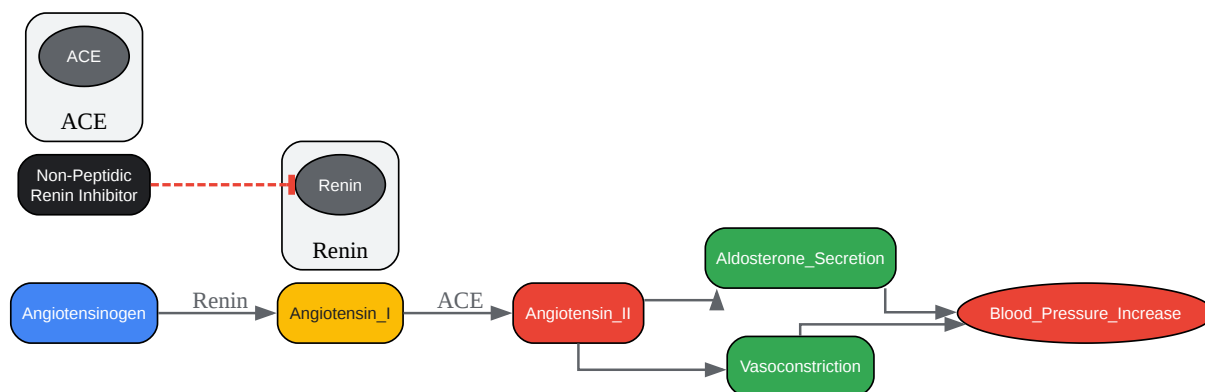 ACE
ACE
Non-Peptidic
Renin Inhibitor
Renin
Renin
Aldosterone_Secretion
Angiotensinogen
Renin
Angiotensin_I
ACE
Angiotensin_II
Blood_Pressure_Increase
Vasoconstriction